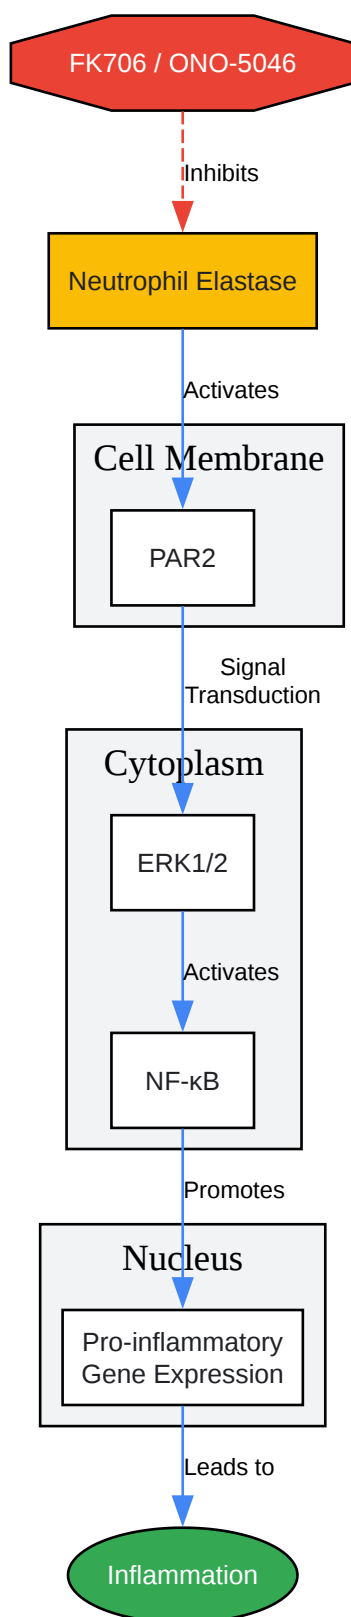 FK706 / ONO-5046
Inhibits
Neutrophil Elastase
Activates
Cell Membrane
PAR2
Signal
Transduction
Cytoplasm
ERK1/2
Activates
NF-κB
Promotes
Nucleus
Pro-inflammatory
Gene Expression
Leads to
Inflammation